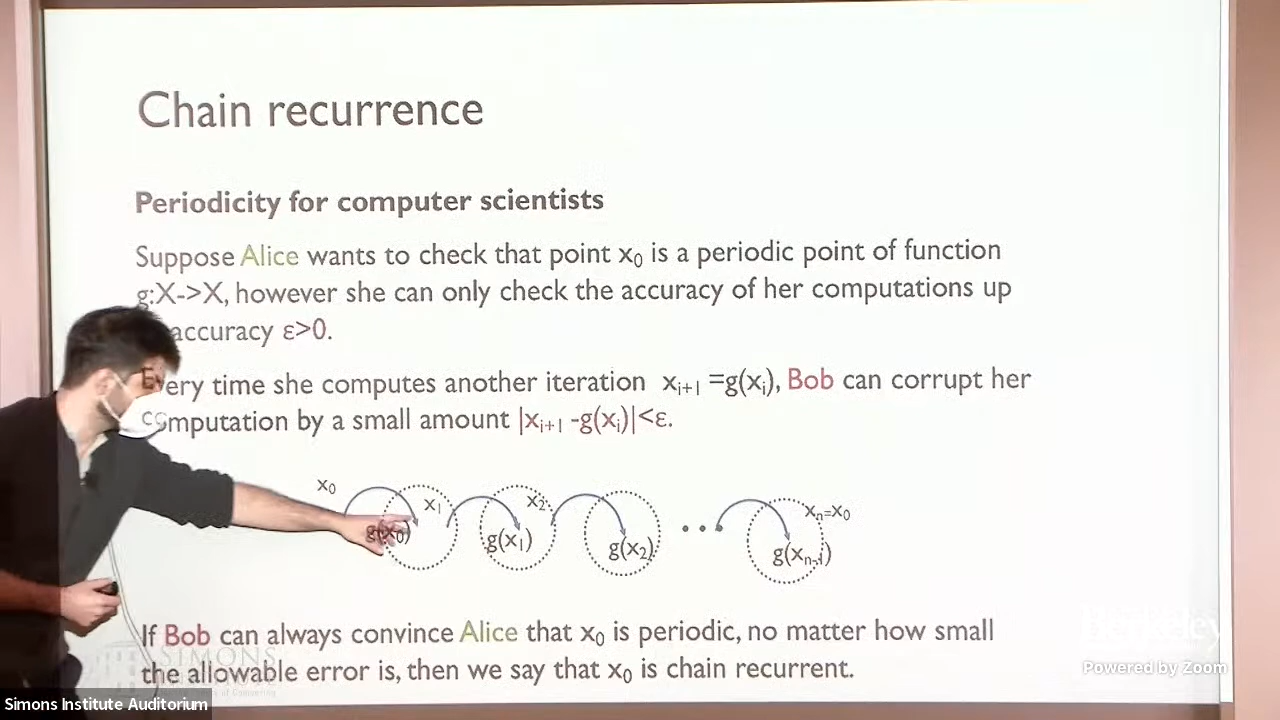 Chain recurrence
Periodicity for computer scientists
Suppose Alice wants to check that point x₀ is a periodic point of function
g:X->X, however she can only check the accuracy of her computations up
accuracy ε>0.
Every time she computes another iteration xᵢ₊₁ =g(xᵢ), Bob can corrupt her
computation by a small amount |xᵢ₊₁ -g(xᵢ)|<ε.
x₀ x₁ x₂ xₙ=x₀
g(x₀) g(x₁) g(x₂) ••• g(xₙ₋₁)
If Bob can always convince Alice that x₀ is periodic, no matter how small
the allowable error is, then we say that x₀ is chain recurrent.
SIMONS
Berkeley
Powered by Zoom
Simons Institute Auditorium